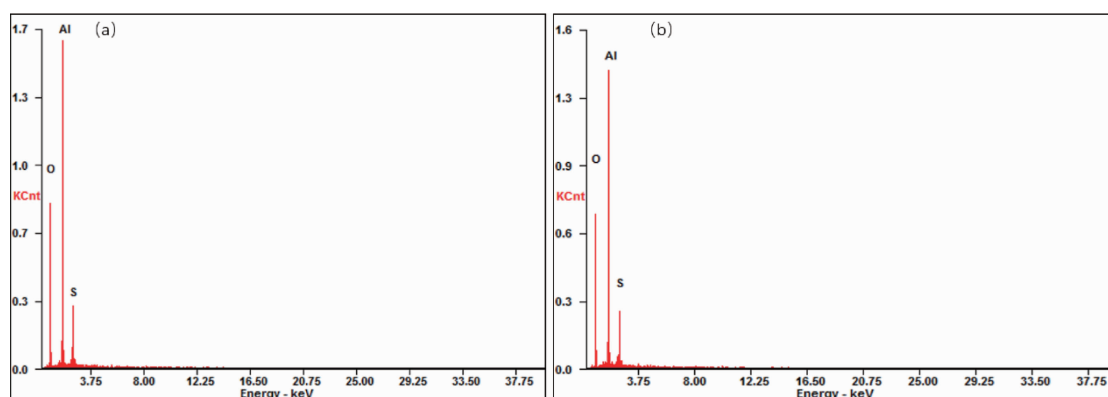 (a)
1.7
Al
1.3
1.0
O
KCnt
0.7
0.3
S
0.0
3.75 8.00 12.25 16.50 20.75 25.00 29.25 33.50 37.75
Energy - keV
(b)
1.6
Al
1.3
0.9
O
KCnt
0.6
S
0.3
0.0
3.75 8.00 12.25 16.50 20.75 25.00 29.25 33.50 37.75
Energy - keV